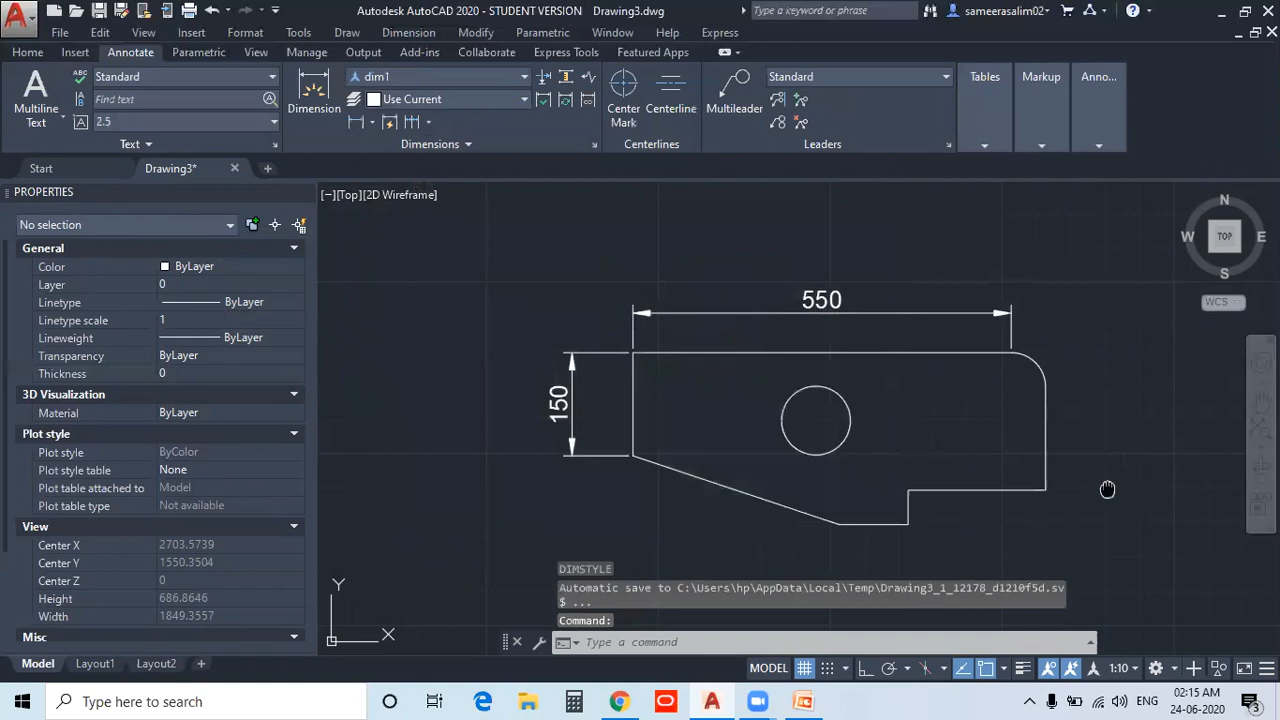 Autodesk AutoCAD 2020 - STUDENT VERSION Drawing3.dwg Type a keyword or phrase sameerasalim02
File Edit View Insert Format Tools Draw Dimension Modify Parametric Window Help Express
Home Insert Annotate Parametric View Manage Output Add-ins Collaborate Express Tools Featured Apps
A ABC Standard dim1 Standard Tables Markup Anno...
Multiline Text Find text Dimension Use Current Center Mark Centerline Multileader
2.5
Text Dimensions Centerlines Leaders
Start Drawing3*
PROPERTIES
[−][Top][2D Wireframe]
No selection
General
Color ByLayer
Layer 0
Linetype ByLayer
Linetype scale 1
Lineweight ByLayer
Transparency ByLayer
Thickness 0
3D Visualization
Material ByLayer
Plot style
Plot style ByColor
Plot style table None
Plot table attached to Model
Plot table type Not available
View
Center X 2703.5739
Center Y 1550.3504
Center Z 0
Height 686.8646
Width 1849.3557
Misc
N
W TOP E
S
WCS
550
150
Y
X
DIMSTYLE
Automatic save to C:\Users\hp\AppData\Local\Temp\Drawing3_1_12178_d1210f5d.sv
$ ...
Command:
Type a command
Model Layout1 Layout2 + MODEL 1:10
Type here to search ENG 02:15 AM
24-06-2020 3